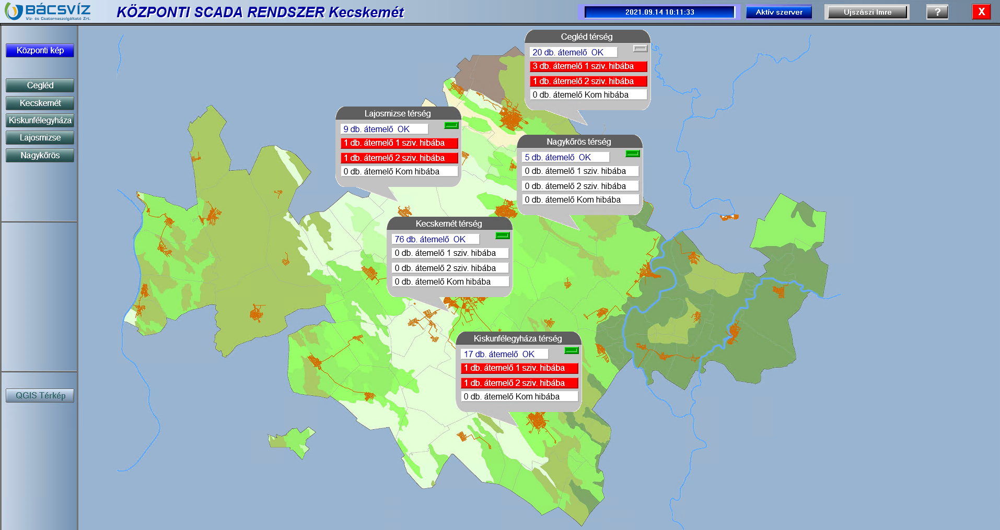 BÁCSVÍZ
Víz- és Csatornaszolgáltató Zrt.
KÖZPONTI SCADA RENDSZER Kecskemét
2021.09.14 10:11:33
Aktív szerver
Ujszászi Imre
?
X
Központi kép
Cegléd
Kecskemét
Kiskunfélegyháza
Lajosmizse
Nagykőrös
QGIS Térkép
Cegléd térség
20 db. átemelő OK
3 db. átemelő 1 sziv. hibába
1 db. átemelő 2 sziv. hibába
0 db. átemelő Kom hibába
Lajosmizse térség
9 db. átemelő OK
1 db. átemelő 1 sziv. hibába
1 db. átemelő 2 sziv. hibába
0 db. átemelő Kom hibába
Nagykőrös térség
5 db. átemelő OK
0 db. átemelő 1 sziv. hibába
0 db. átemelő 2 sziv. hibába
0 db. átemelő Kom hibába
Kecskemét térség
76 db. átemelő OK
0 db. átemelő 1 sziv. hibába
0 db. átemelő 2 sziv. hibába
0 db. átemelő Kom hibába
Kiskunfélegyháza térség
17 db. átemelő OK
1 db. átemelő 1 sziv. hibába
1 db. átemelő 2 sziv. hibába
0 db. átemelő Kom hibába